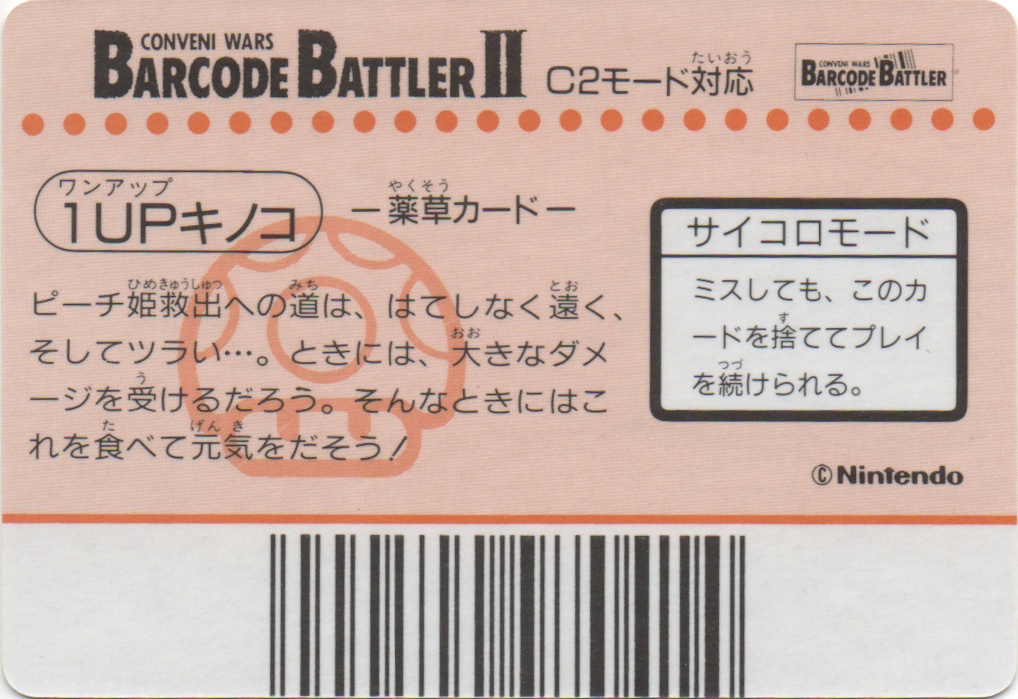 CONVENI WARS
BARCODE BATTLER II C2モード対応
たいおう
CONVENI WARS
BARCODE BATTLER
ワンアップ
1UPキノコ
やくそう
ー薬草カードー
ひめきゅうしゅつ みち とお
ピーチ姫救出への道は、はてしなく遠く、
おお
そしてツラい…。ときには、大きなダメ
う
ージを受けるだろう。そんなときにはこ
た げんき
れを食べて元気をだそう!
サイコロモード
ミスしても、このカ
す
ードを捨ててプレイ
つづ
を続けられる。
©Nintendo